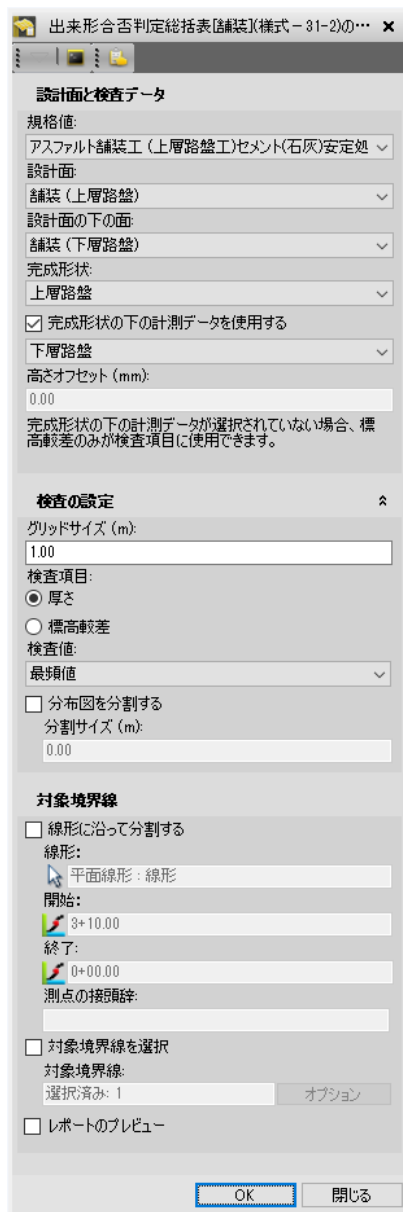 出来形合否判定総括表[舗装](様式－31-2)の…
設計面と検査データ
規格値:
アスファルト舗装工 (上層路盤工)セメント(石灰)安定処
設計面:
舗装 (上層路盤)
設計面の下の面:
舗装 (下層路盤)
完成形状:
上層路盤
完成形状の下の計測データを使用する
下層路盤
高さオフセット (mm):
0.00
完成形状の下の計測データが選択されていない場合、標
高較差のみが検査項目に使用できます。
検査の設定
グリッドサイズ (m):
1.00
検査項目:
厚さ
標高較差
検査値:
最頻値
分布図を分割する
分割サイズ (m):
0.00
対象境界線
線形に沿って分割する
線形:
平面線形 : 線形
開始:
3+10.00
終了:
0+00.00
測点の接頭辞:
対象境界線を選択
対象境界線:
選択済み: 1
オプション
レポートのプレビュー
OK
閉じる